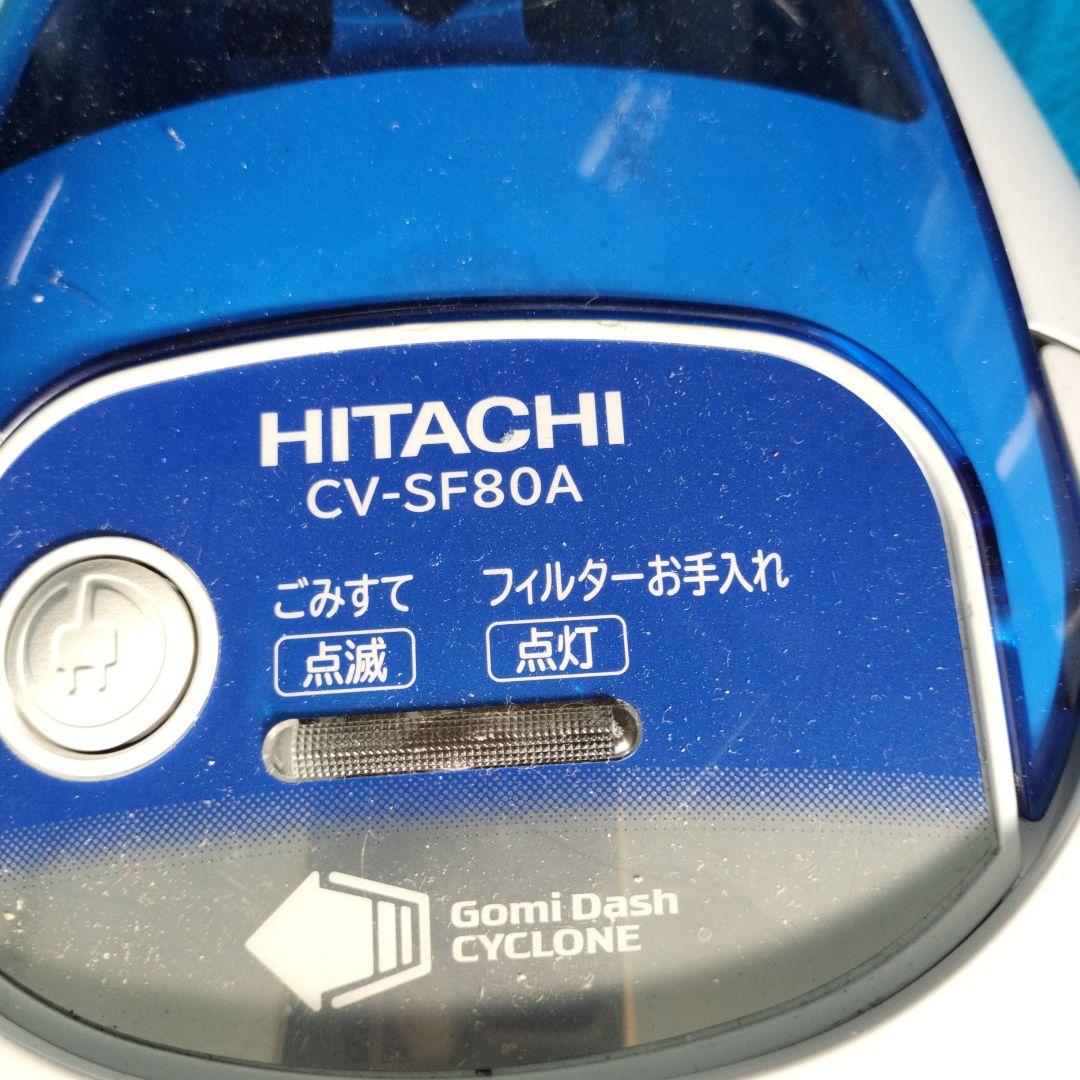 HITACHI
CV-SF80A
ごみすて フィルターお手入れ
点滅 点灯
Gomi Dash
CYCLONE